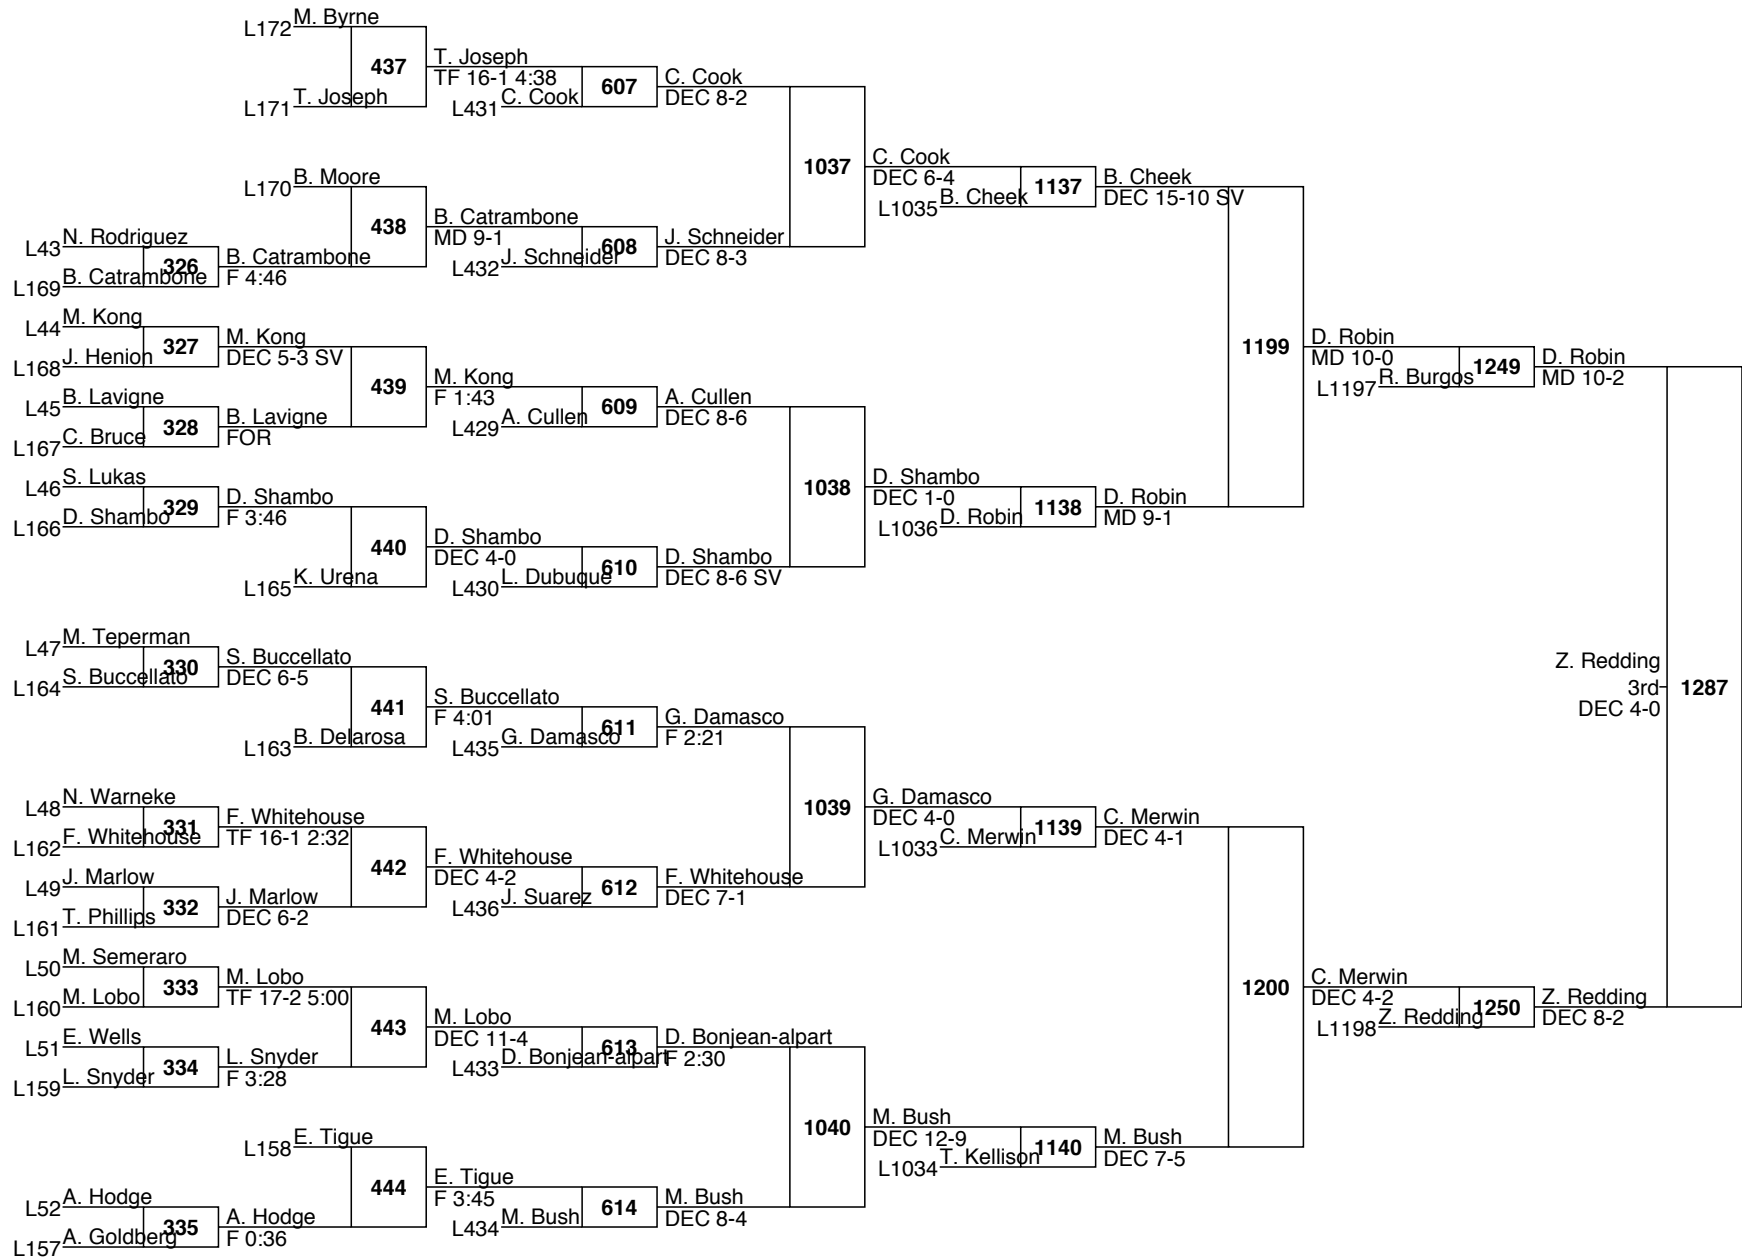 L172 M. Byrne
437
T. Joseph
TF 16-1 4:38
L171 T. Joseph
L431 C. Cook
607
C. Cook
DEC 8-2
1037
C. Cook
DEC 6-4
L1035 B. Cheek
1137
B. Cheek
DEC 15-10 SV
L170 B. Moore
438
B. Catrambone
MD 9-1
L432 J. Schneider
608
J. Schneider
DEC 8-3
L43 N. Rodriguez
326
B. Catrambone
F 4:46
L169 B. Catrambone
L44 M. Kong
327
M. Kong
DEC 5-3 SV
L168 J. Henion
439
M. Kong
F 1:43
L429 A. Cullen
609
A. Cullen
DEC 8-6
L45 B. Lavigne
328
B. Lavigne
FOR
L167 C. Bruce
1199
D. Robin
MD 10-0
L1197 R. Burgos
1249
D. Robin
MD 10-2
L46 S. Lukas
329
D. Shambo
F 3:46
L166 D. Shambo
1038
D. Shambo
DEC 1-0
L1036 D. Robin
1138
D. Robin
MD 9-1
440
D. Shambo
DEC 4-0
L165 K. Urena
L430 L. Dubuque
610
D. Shambo
DEC 8-6 SV
L47 M. Teperman
330
S. Buccellato
DEC 6-5
L164 S. Buccellato
441
S. Buccellato
F 4:01
L163 B. Delarosa
L435 G. Damasco
611
G. Damasco
F 2:21
Z. Redding
3rd
DEC 4-0
1287
L48 N. Warneke
331
F. Whitehouse
TF 16-1 2:32
L162 F. Whitehouse
1039
G. Damasco
DEC 4-0
L1033 C. Merwin
1139
C. Merwin
DEC 4-1
442
F. Whitehouse
DEC 4-2
L436 J. Suarez
612
F. Whitehouse
DEC 7-1
L49 J. Marlow
332
J. Marlow
DEC 6-2
L161 T. Phillips
L50 M. Semeraro
333
M. Lobo
TF 17-2 5:00
L160 M. Lobo
1200
C. Merwin
DEC 4-2
L1198 Z. Redding
1250
Z. Redding
DEC 8-2
443
M. Lobo
DEC 11-4
L433 D. Bonjean-alpart
613
D. Bonjean-alpart
F 2:30
L51 E. Wells
334
L. Snyder
F 3:28
L159 L. Snyder
1040
M. Bush
DEC 12-9
L1034 T. Kellison
1140
M. Bush
DEC 7-5
L158 E. Tigue
444
E. Tigue
F 3:45
L434 M. Bush
614
M. Bush
DEC 8-4
L52 A. Hodge
335
A. Hodge
F 0:36
L157 A. Goldberg